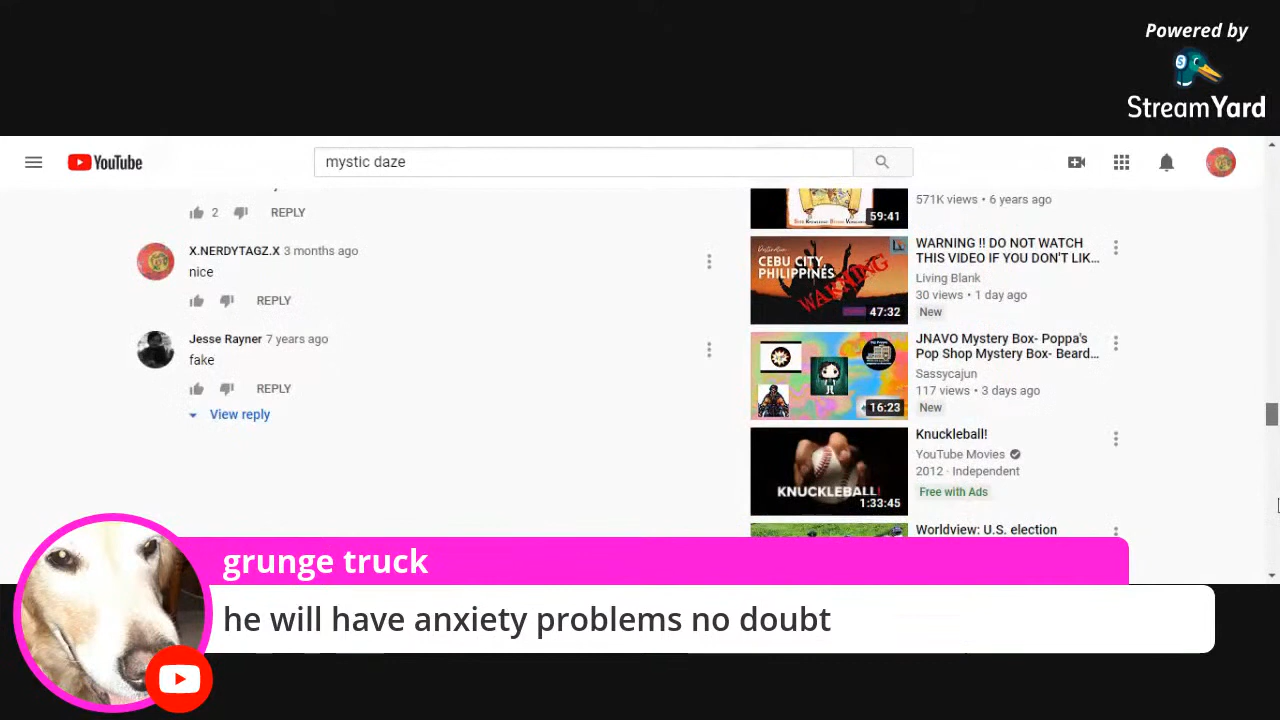 Powered by
StreamYard
YouTube
mystic daze
2 REPLY
X.NERDYTAGZ.X 3 months ago
nice
REPLY
Jesse Rayner 7 years ago
fake
REPLY
View reply
59:41
571K views • 6 years ago
CEBU CITY,
PHILIPPINES
WARNING
47:32
WARNING !! DO NOT WATCH
THIS VIDEO IF YOU DON'T LIK...
Living Blank
30 views • 1 day ago
New
16:23
JNAVO Mystery Box- Poppa's
Pop Shop Mystery Box- Beard...
Sassycajun
117 views • 3 days ago
New
KNUCKLEBALL!
1:33:45
Knuckleball!
YouTube Movies
2012 · Independent
Free with Ads
Worldview: U.S. election
grunge truck
he will have anxiety problems no doubt